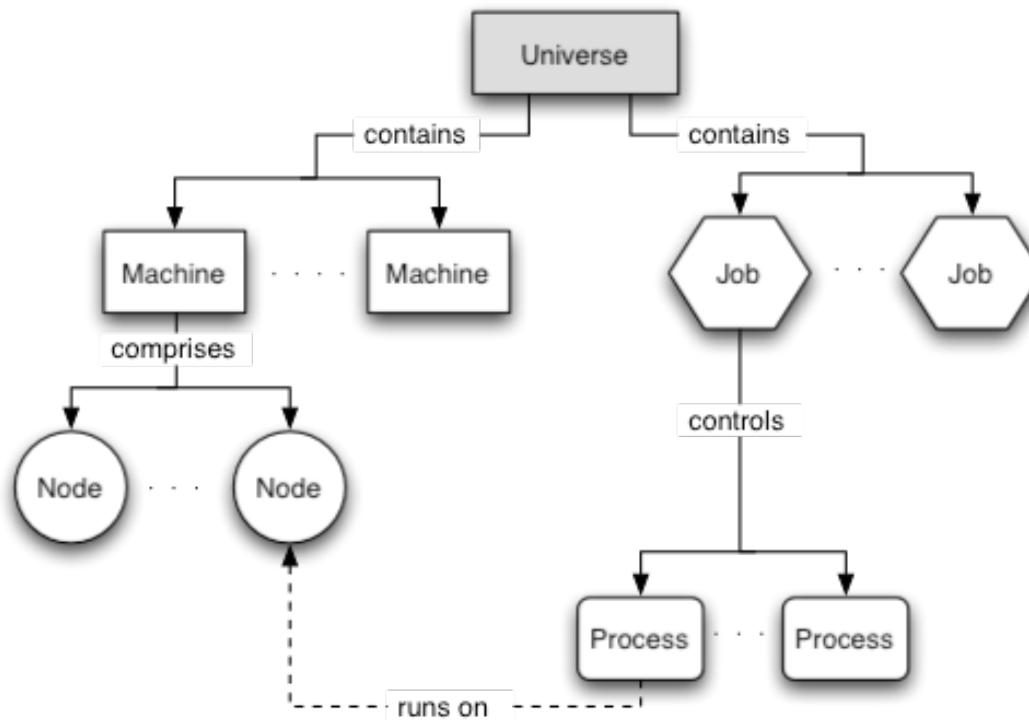 Universe
contains
contains
Machine
Machine
Job
Job
comprises
controls
Node
Node
Process
Process
runs on